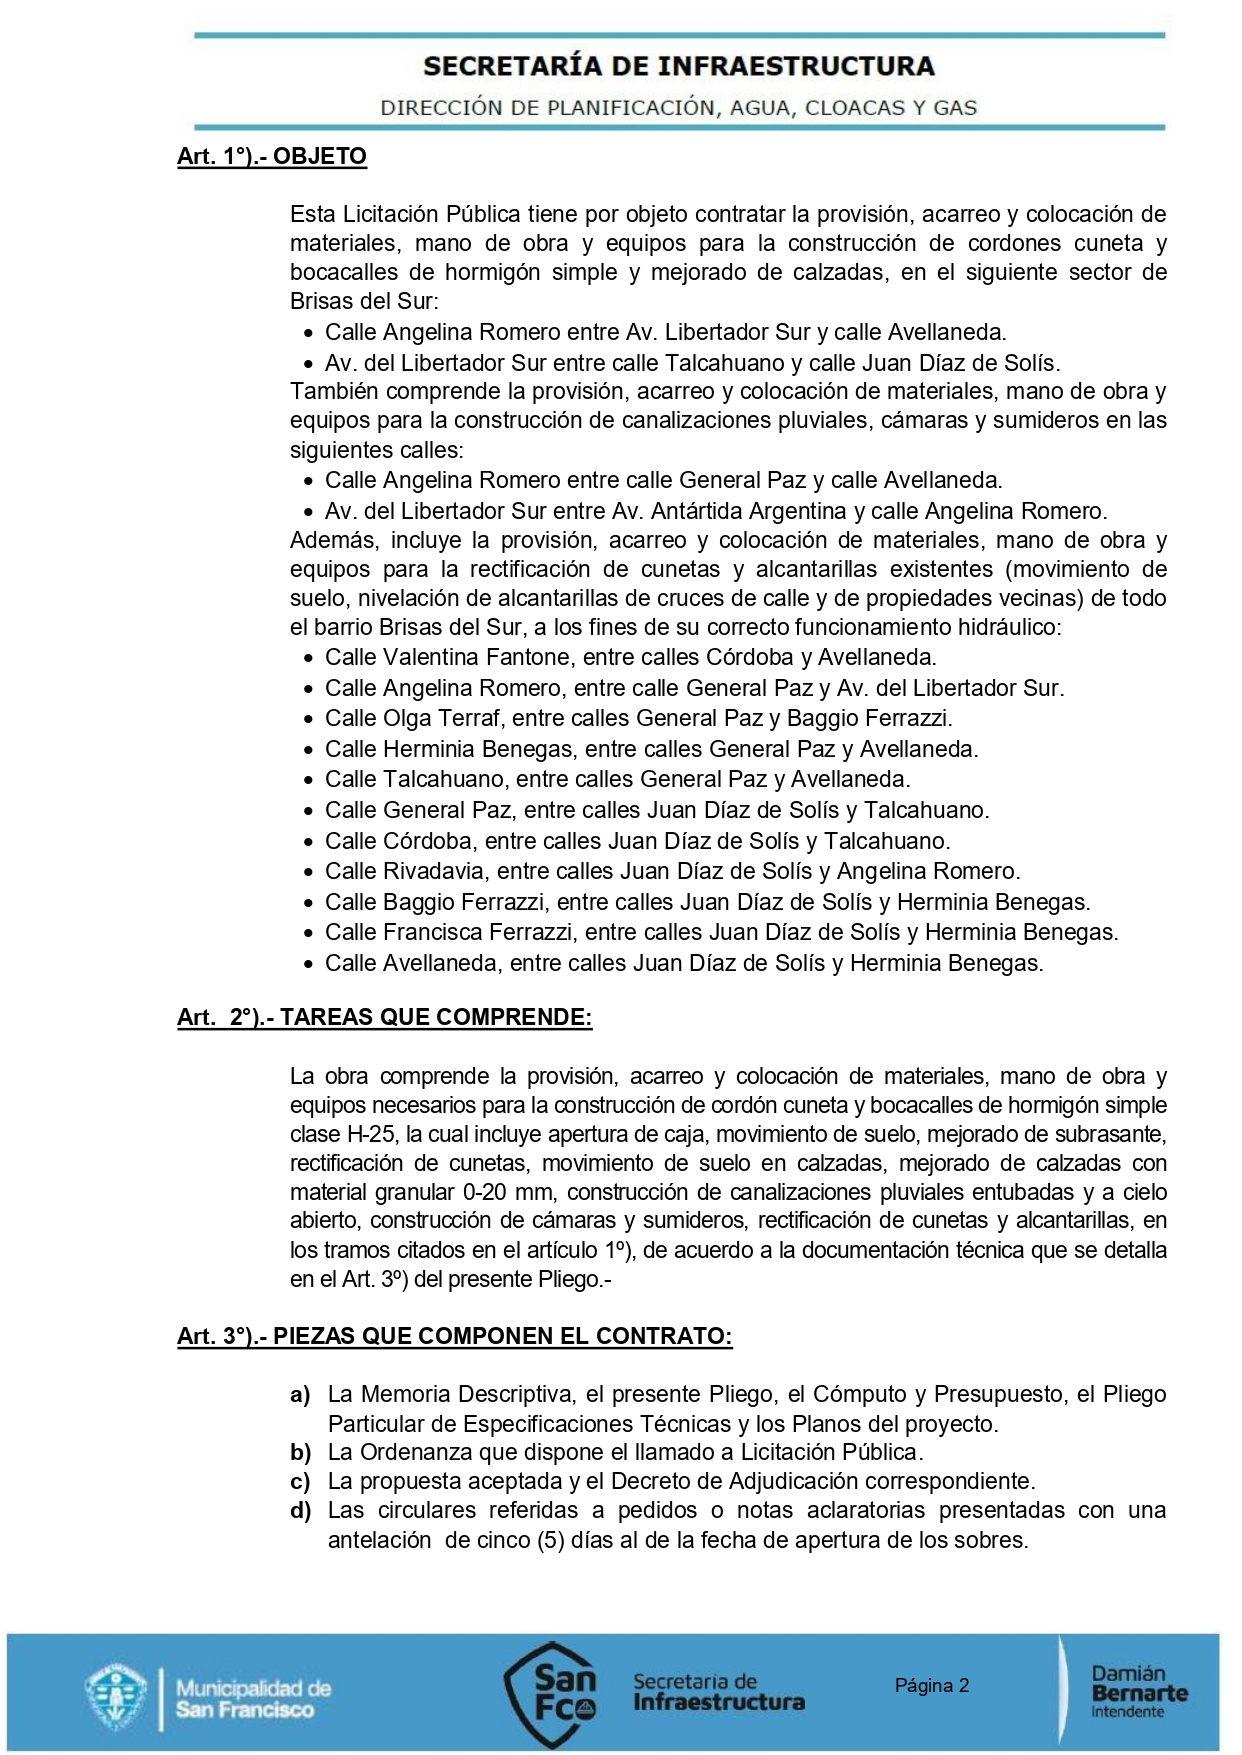 SECRETARÍA DE INFRAESTRUCTURA
DIRECCIÓN DE PLANIFICACIÓN, AGUA, CLOACAS Y GAS
Art. 1°).- OBJETO
Esta Licitación Pública tiene por objeto contratar la provisión, acarreo y colocación de
materiales, mano de obra y equipos para la construcción de cordones cuneta y
bocacalles de hormigón simple y mejorado de calzadas, en el siguiente sector de
Brisas del Sur:
• Calle Angelina Romero entre Av. Libertador Sur y calle Avellaneda.
• Av. del Libertador Sur entre calle Talcahuano y calle Juan Díaz de Solís.
También comprende la provisión, acarreo y colocación de materiales, mano de obra y
equipos para la construcción de canalizaciones pluviales, cámaras y sumideros en las
siguientes calles:
• Calle Angelina Romero entre calle General Paz y calle Avellaneda.
• Av. del Libertador Sur entre Av. Antártida Argentina y calle Angelina Romero.
Además, incluye la provisión, acarreo y colocación de materiales, mano de obra y
equipos para la rectificación de cunetas y alcantarillas existentes (movimiento de
suelo, nivelación de alcantarillas de cruces de calle y de propiedades vecinas) de todo
el barrio Brisas del Sur, a los fines de su correcto funcionamiento hidráulico:
• Calle Valentina Fantone, entre calles Córdoba y Avellaneda.
• Calle Angelina Romero, entre calle General Paz y Av. del Libertador Sur.
• Calle Olga Terraf, entre calles General Paz y Baggio Ferrazzi.
• Calle Herminia Benegas, entre calles General Paz y Avellaneda.
• Calle Talcahuano, entre calles General Paz y Avellaneda.
• Calle General Paz, entre calles Juan Díaz de Solís y Talcahuano.
• Calle Córdoba, entre calles Juan Díaz de Solís y Talcahuano.
• Calle Rivadavia, entre calles Juan Díaz de Solís y Angelina Romero.
• Calle Baggio Ferrazzi, entre calles Juan Díaz de Solís y Herminia Benegas.
• Calle Francisca Ferrazzi, entre calles Juan Díaz de Solís y Herminia Benegas.
• Calle Avellaneda, entre calles Juan Díaz de Solís y Herminia Benegas.
Art. 2°).- TAREAS QUE COMPRENDE:
La obra comprende la provisión, acarreo y colocación de materiales, mano de obra y
equipos necesarios para la construcción de cordón cuneta y bocacalles de hormigón simple
clase H-25, la cual incluye apertura de caja, movimiento de suelo, mejorado de subrasante,
rectificación de cunetas, movimiento de suelo en calzadas, mejorado de calzadas con
material granular 0-20 mm, construcción de canalizaciones pluviales entubadas y a cielo
abierto, construcción de cámaras y sumideros, rectificación de cunetas y alcantarillas, en
los tramos citados en el artículo 1º), de acuerdo a la documentación técnica que se detalla
en el Art. 3º) del presente Pliego.-
Art. 3°).- PIEZAS QUE COMPONEN EL CONTRATO:
a) La Memoria Descriptiva, el presente Pliego, el Cómputo y Presupuesto, el Pliego
Particular de Especificaciones Técnicas y los Planos del proyecto.
b) La Ordenanza que dispone el llamado a Licitación Pública.
c) La propuesta aceptada y el Decreto de Adjudicación correspondiente.
d) Las circulares referidas a pedidos o notas aclaratorias presentadas con una
antelación de cinco (5) días al de la fecha de apertura de los sobres.
Municipalidad de
San Francisco
San
Fco
Secretaría de
Infraestructura
Página 2
Damián
Bernarte
Intendente